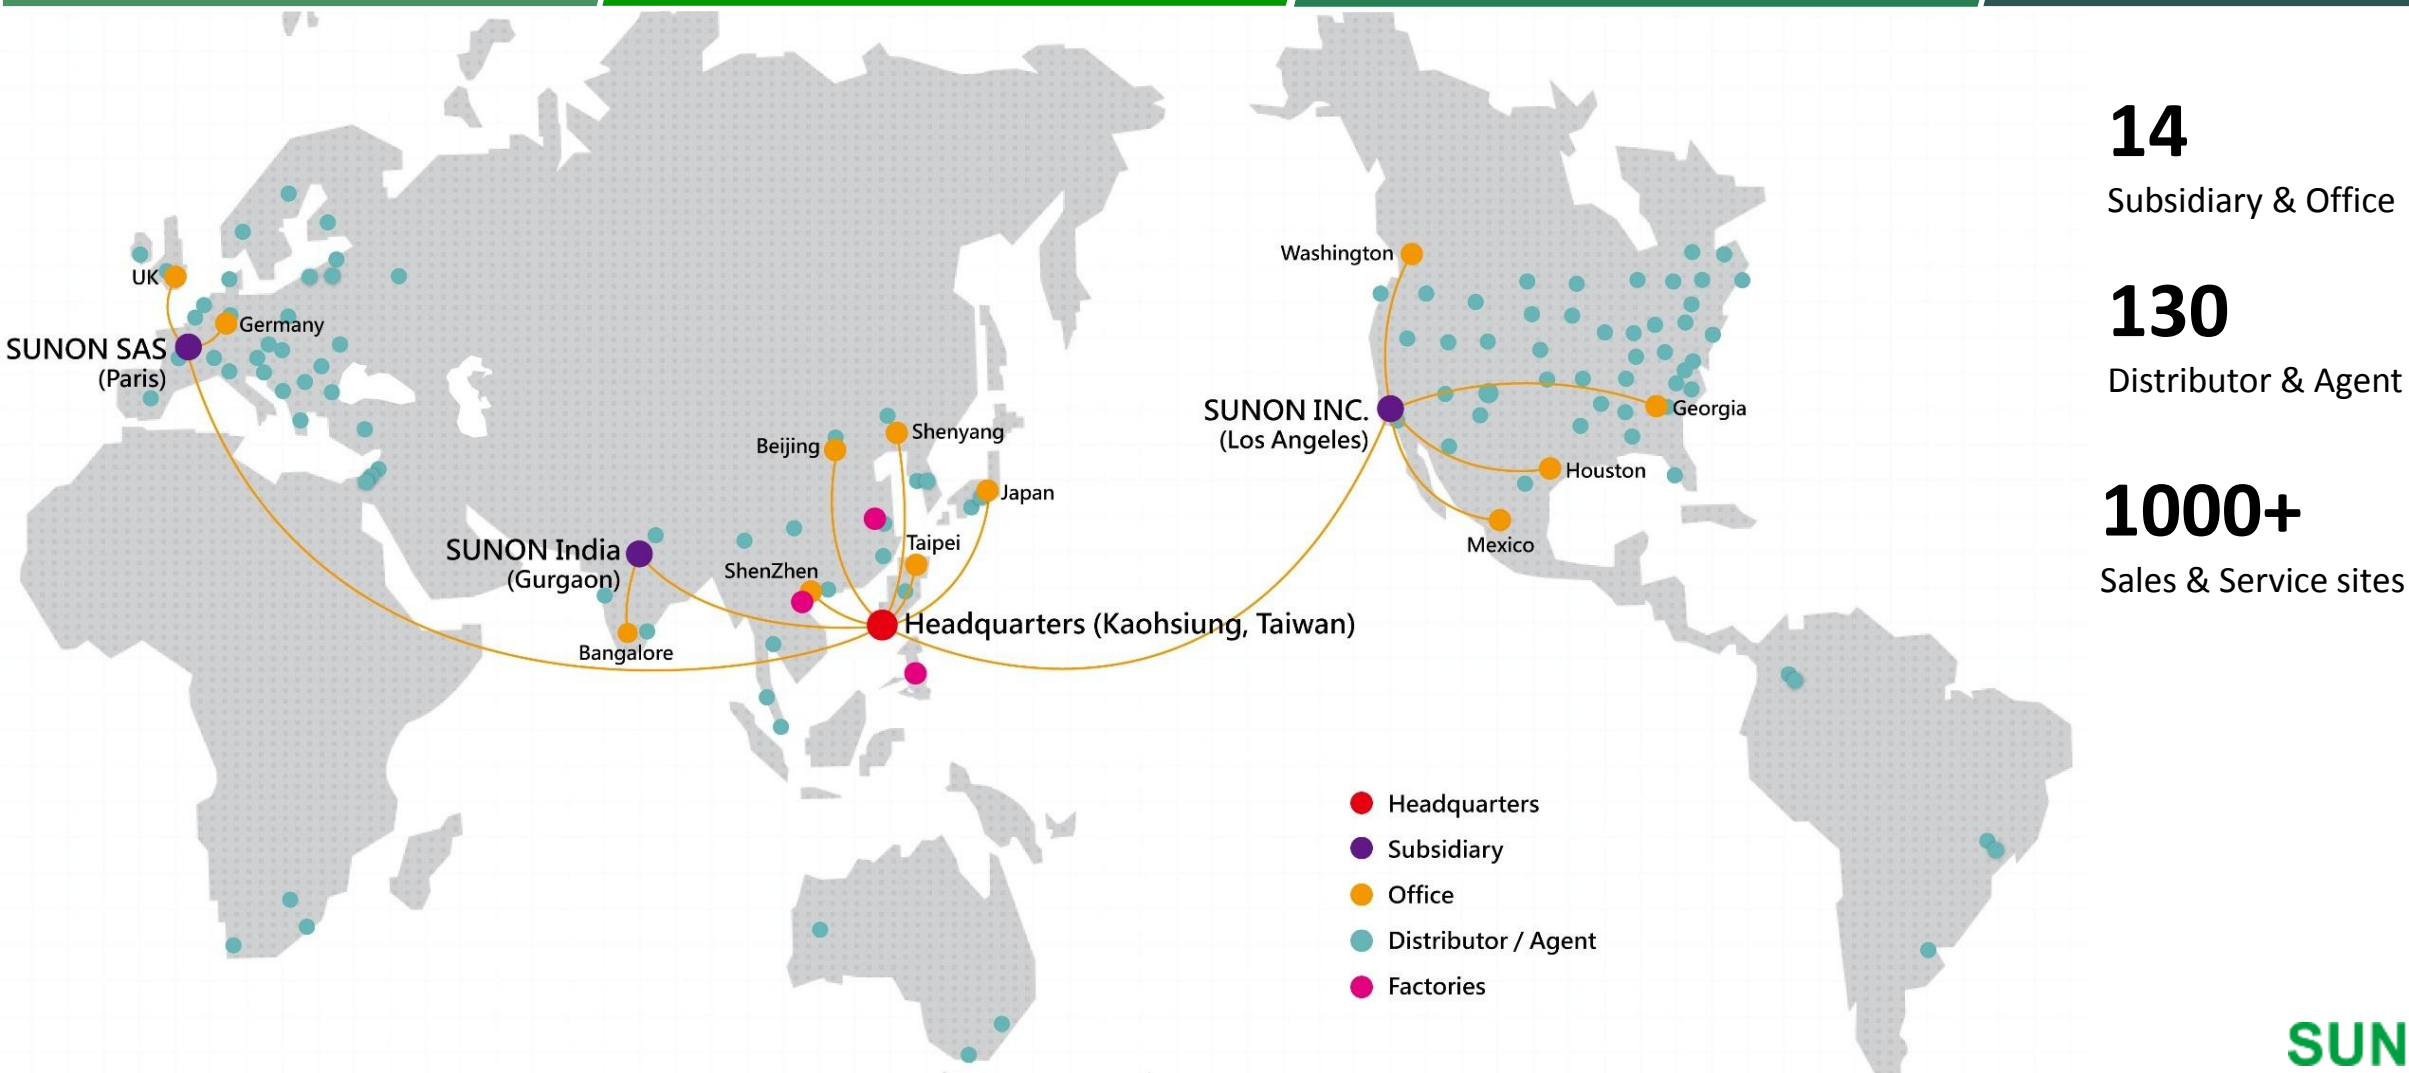 14
Subsidiary & Office
130
Distributor & Agent
1000+
Sales & Service sites
UK
Germany
SUNON SAS
(Paris)
SUNON India
(Gurgaon)
Bangalore
Beijing
Shenyang
Japan
Taipei
ShenZhen
Headquarters (Kaohsiung, Taiwan)
Washington
SUNON INC.
(Los Angeles)
Georgia
Houston
Mexico
Headquarters
Subsidiary
Office
Distributor / Agent
Factories
SUN